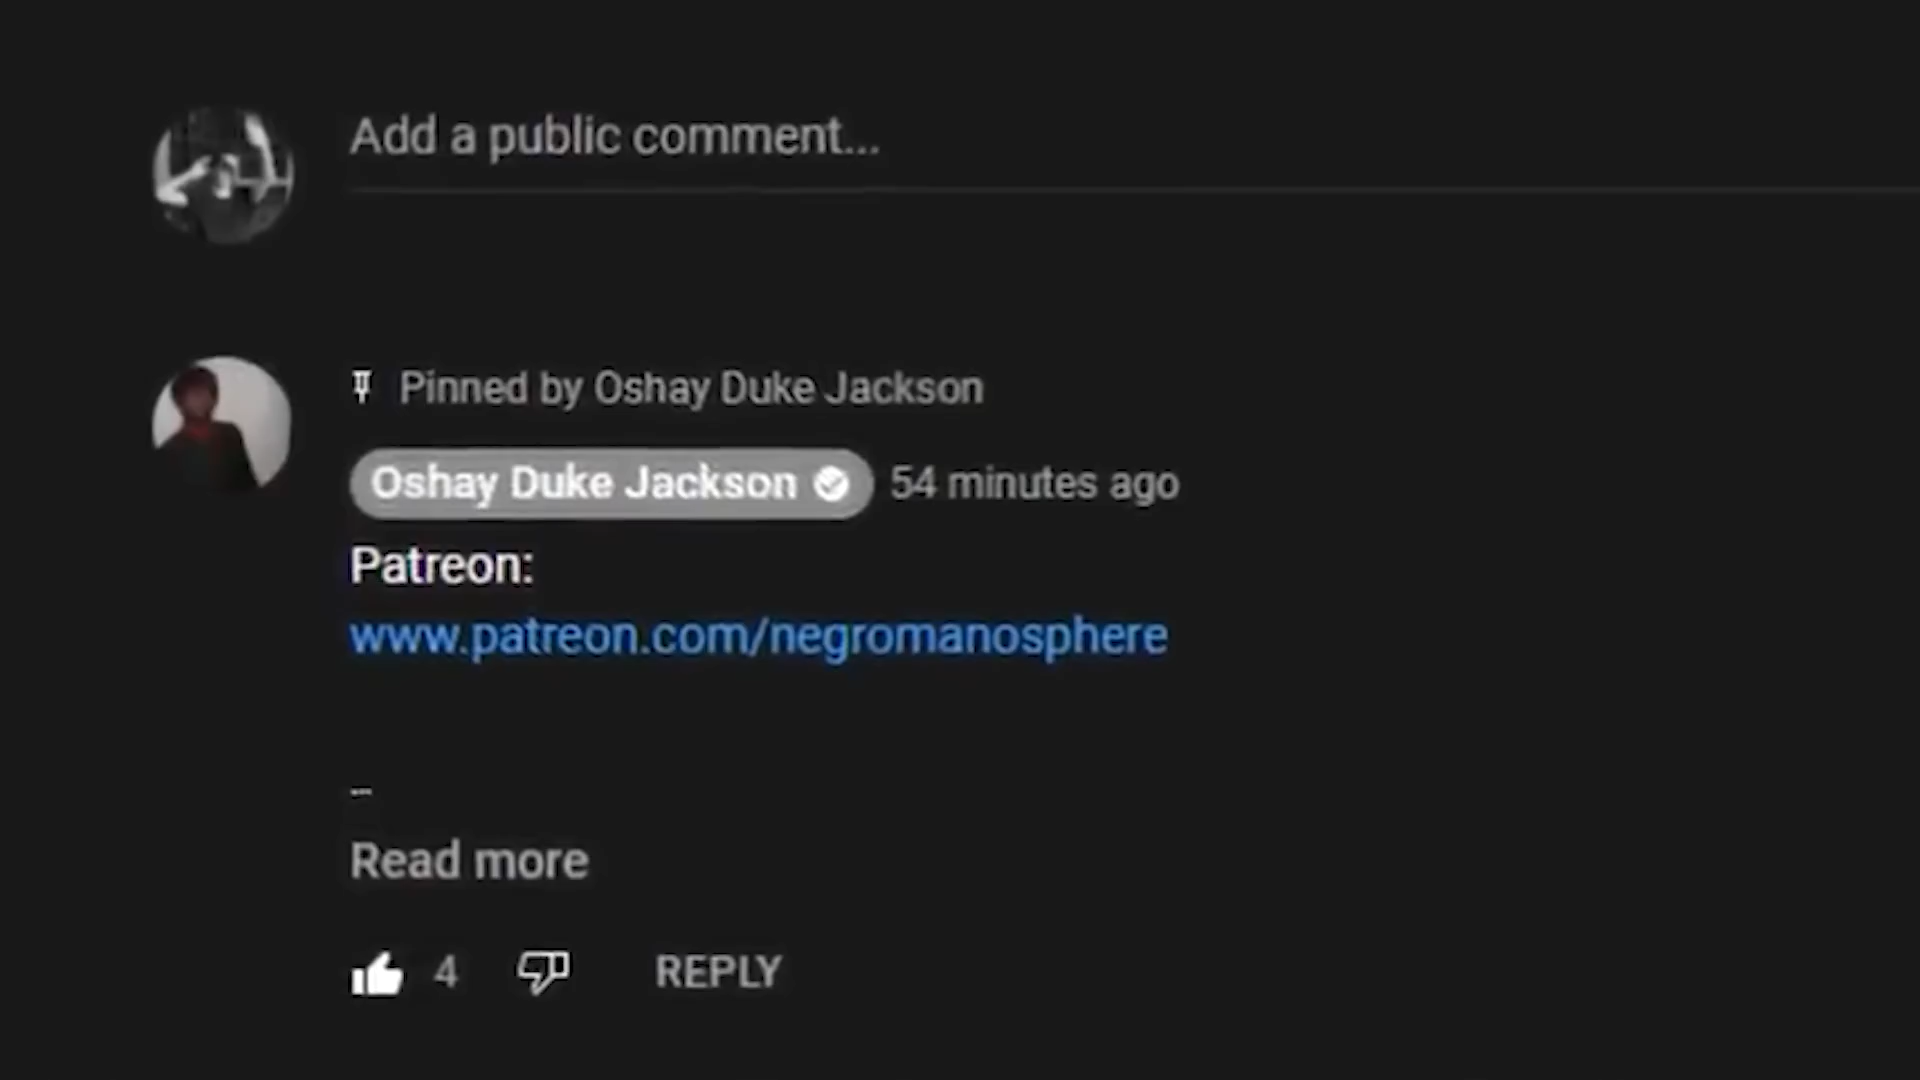 Add a public comment...
Pinned by Oshay Duke Jackson
Oshay Duke Jackson 54 minutes ago
Patreon:
www.patreon.com/negromanosphere
--
Read more
4 REPLY